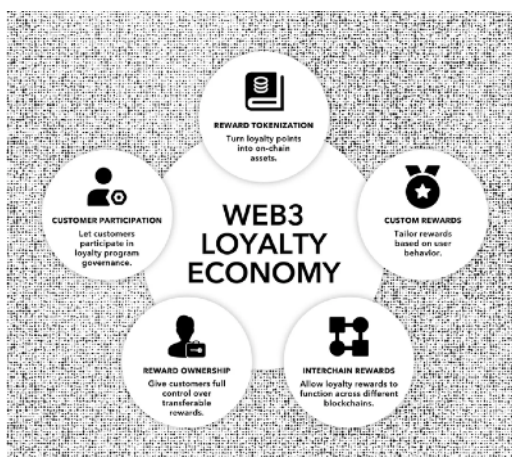 REWARD TOKENIZATION
Turn loyalty points
into on-chain
assets.
CUSTOMER PARTICIPATION
Let customers
participate in
loyalty program
governance.
WEB3
LOYALTY
ECONOMY
CUSTOM REWARDS
Tailor rewards
based on user
behavior.
REWARD OWNERSHIP
Give customers full
control over
transferable
rewards.
INTERCHAIN REWARDS
Allow loyalty rewards to
function across different
blockchains.